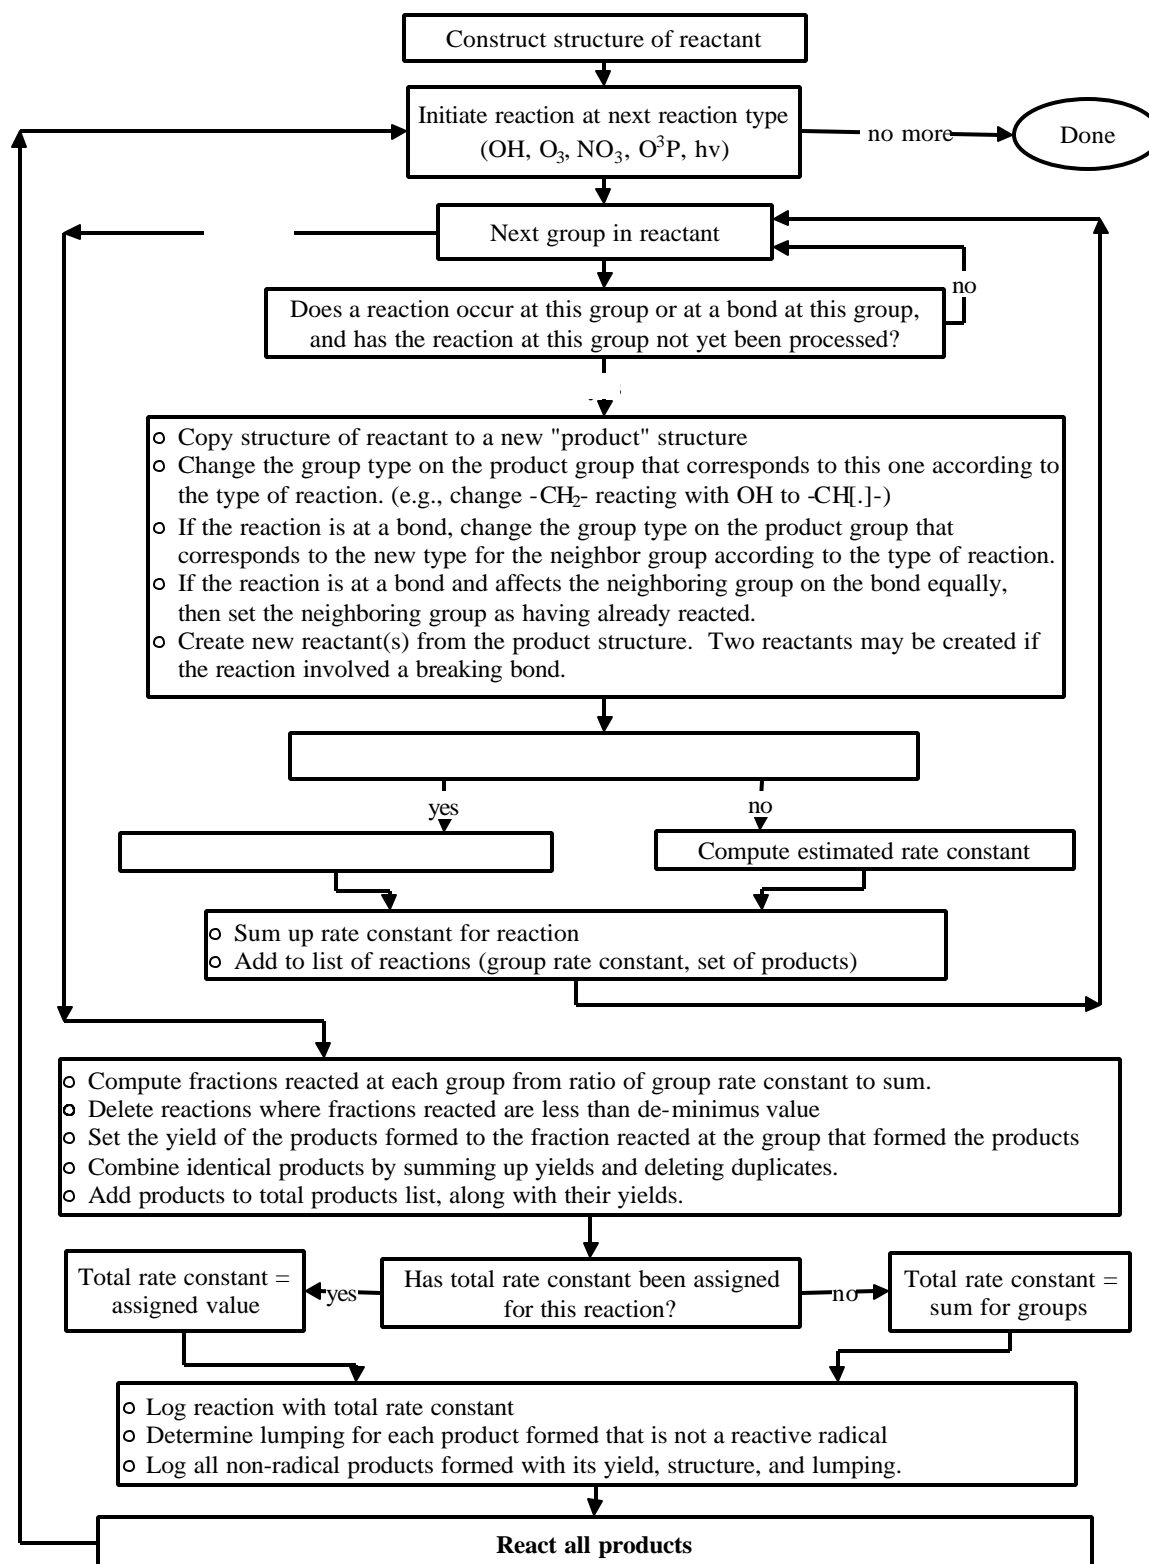 Construct structure of reactant
Initiate reaction at next reaction type
(OH, O₃, NO₃, O³P, hv)
no more
Done
Next group in reactant
no
Does a reaction occur at this group or at a bond at this group,
and has the reaction at this group not yet been processed?
Copy structure of reactant to a new "product" structure
Change the group type on the product group that corresponds to this one according to
the type of reaction. (e.g., change -CH₂- reacting with OH to -CH[.]-)
If the reaction is at a bond, change the group type on the product group that
corresponds to the new type for the neighbor group according to the type of reaction.
If the reaction is at a bond and affects the neighboring group on the bond equally,
then set the neighboring group as having already reacted.
Create new reactant(s) from the product structure. Two reactants may be created if
the reaction involved a breaking bond.
yes
no
Compute estimated rate constant
Sum up rate constant for reaction
Add to list of reactions (group rate constant, set of products)
Compute fractions reacted at each group from ratio of group rate constant to sum.
Delete reactions where fractions reacted are less than de-minimus value
Set the yield of the products formed to the fraction reacted at the group that formed the products
Combine identical products by summing up yields and deleting duplicates.
Add products to total products list, along with their yields.
Total rate constant =
assigned value
yes
Has total rate constant been assigned
for this reaction?
no
Total rate constant =
sum for groups
Log reaction with total rate constant
Determine lumping for each product formed that is not a reactive radical
Log all non-radical products formed with its yield, structure, and lumping.
React all products